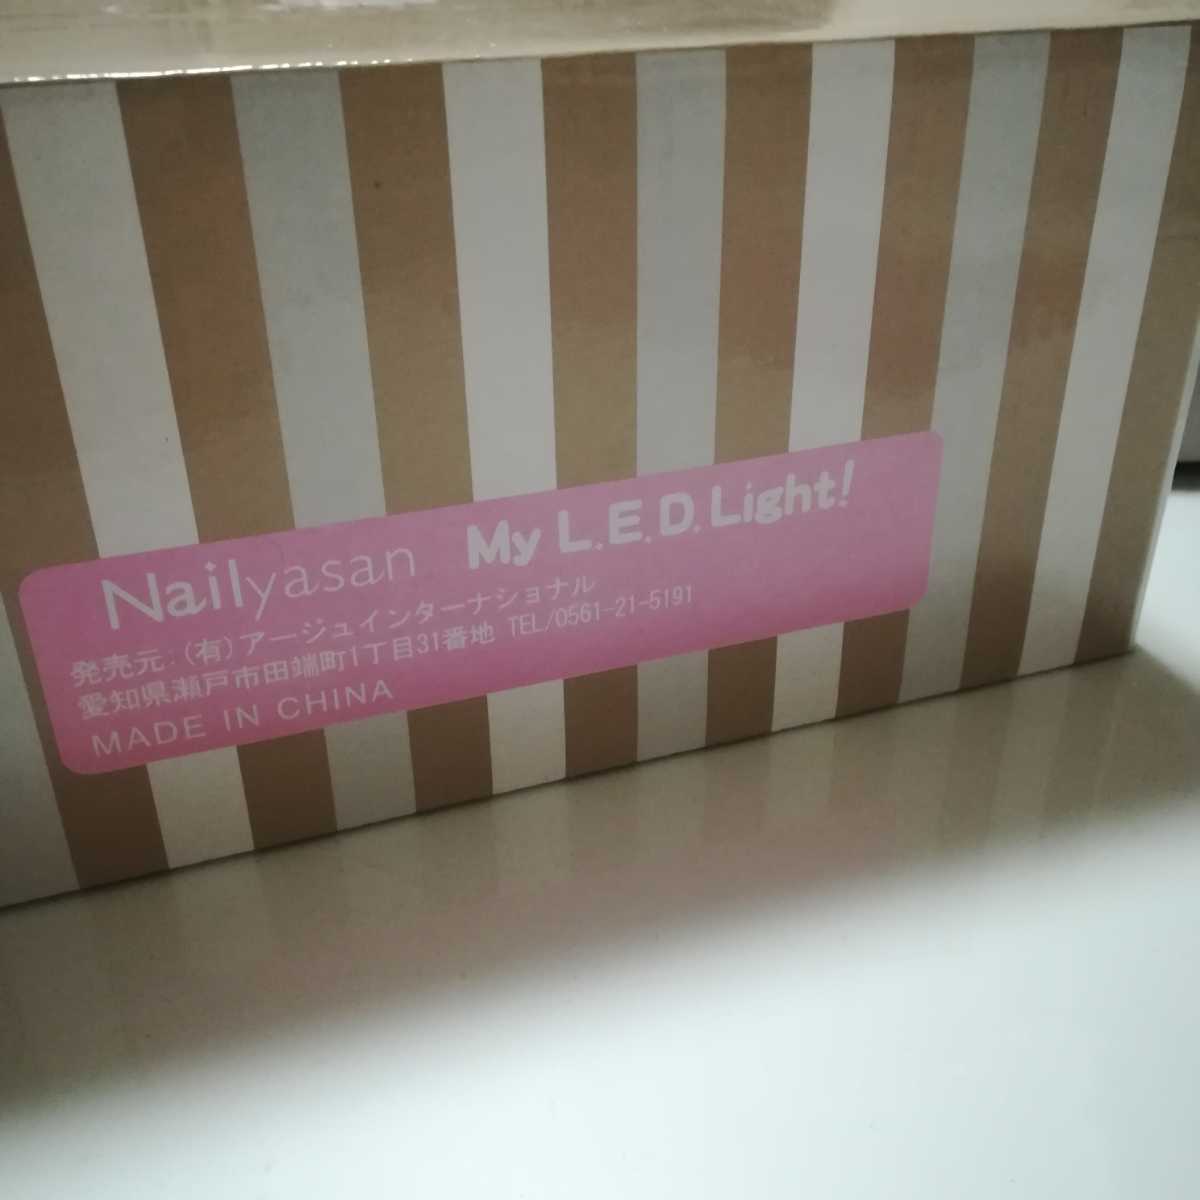 Nailyasan My L.E.D.Light!
発売元:(有)アージュインターナショナル
愛知県瀬戸市田端町1丁目31番地 TEL/0561-21-5191
MADE IN CHINA